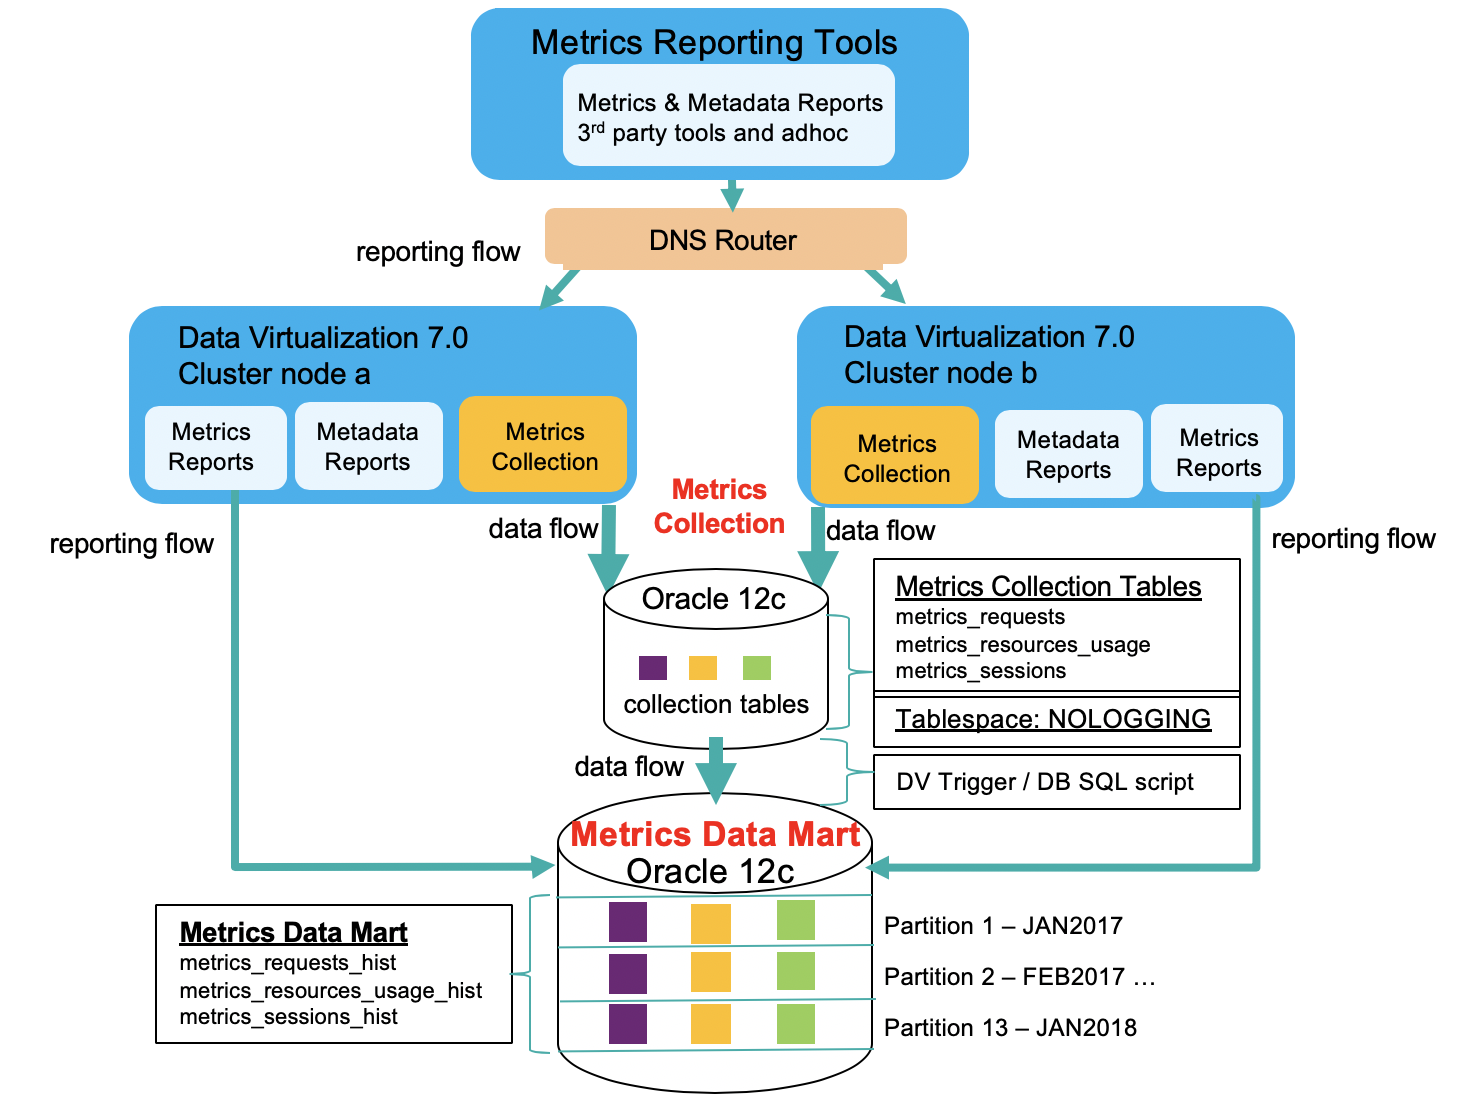 Metrics Reporting Tools
Metrics & Metadata Reports
3rd party tools and adhoc
DNS Router
reporting flow
Data Virtualization 7.0
Cluster node a
Metrics
Reports
Metadata
Reports
Metrics
Collection
Data Virtualization 7.0
Cluster node b
Metrics
Collection
Metadata
Reports
Metrics
Reports
Metrics
Collection
data flow
data flow
reporting flow
reporting flow
Oracle 12c
collection tables
Metrics Collection Tables
metrics_requests
metrics_resources_usage
metrics_sessions
Tablespace: NOLOGGING
data flow
DV Trigger / DB SQL script
Metrics Data Mart
Oracle 12c
Metrics Data Mart
metrics_requests_hist
metrics_resources_usage_hist
metrics_sessions_hist
Partition 1 – JAN2017
Partition 2 – FEB2017 ...
Partition 13 – JAN2018